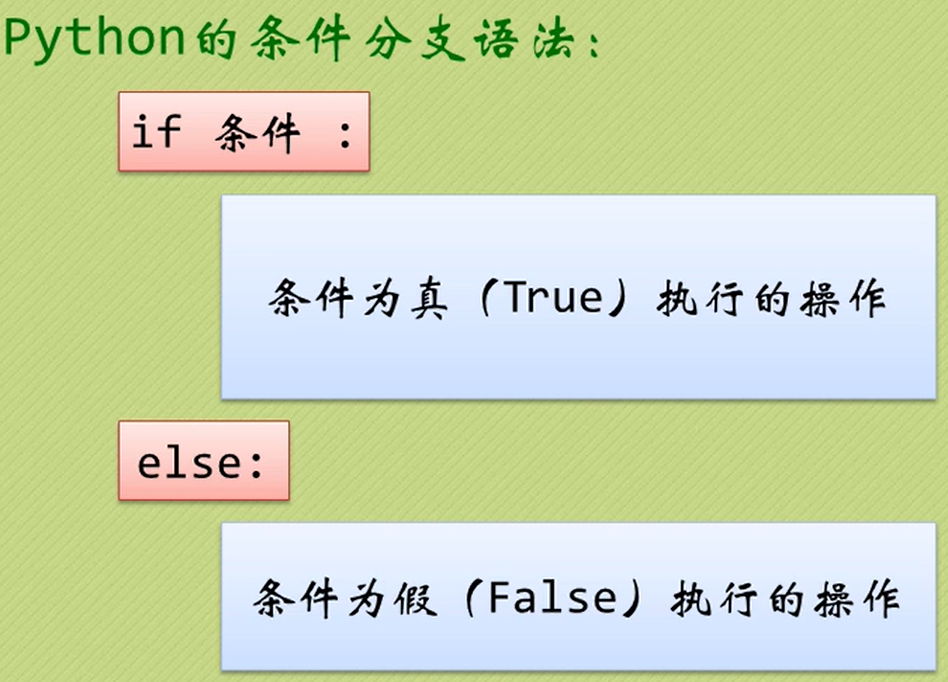 Python的条件分支语法：
if 条件 :
条件为真（True）执行的操作
else:
条件为假（False）执行的操作